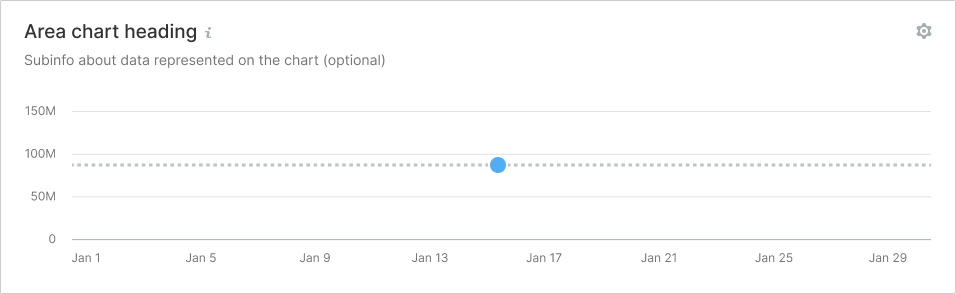 Area chart heading i
Subinfo about data represented on the chart (optional)
150M
100M
50M
0
Jan 1 Jan 5 Jan 9 Jan 13 Jan 17 Jan 21 Jan 25 Jan 29